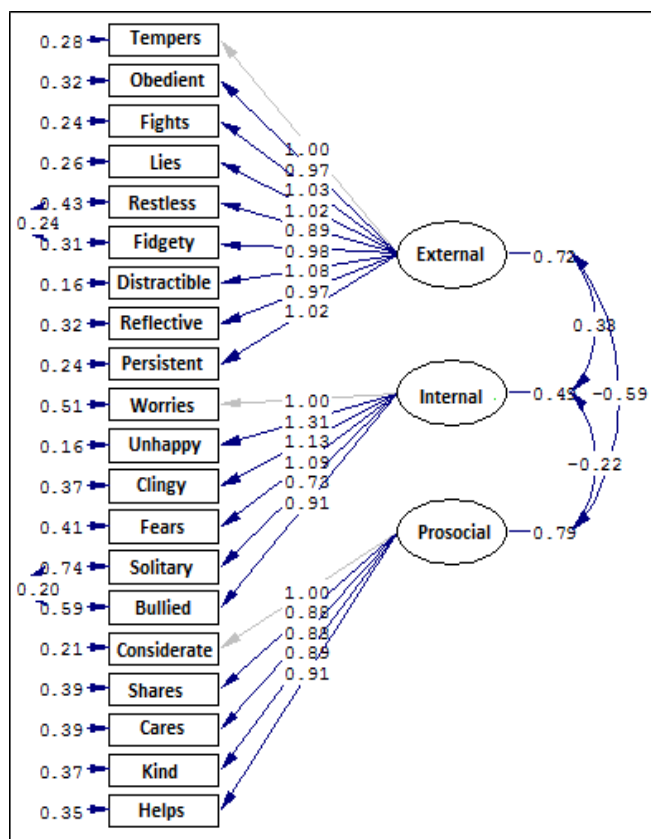 0.28 Tempers
0.32 Obedient
0.24 Fights
1.00
0.26 Lies
0.97
1.03
0.43 Restless
1.02
0.24
0.89
0.31 Fidgety
0.98
External 0.72
0.16 Distractible
1.08
0.32 Reflective
0.97
1.02
0.38
0.24 Persistent
0.51 Worries
1.00
Internal 0.49 -0.59
1.31
0.16 Unhappy
1.13
1.09
-0.22
0.37 Clingy
0.73
0.91
0.41 Fears
Prosocial 0.79
0.74 Solitary
0.20
1.00
0.59 Bullied
0.88
0.21 Considerate
0.88
0.89
0.39 Shares
0.91
0.39 Cares
0.37 Kind
0.35 Helps